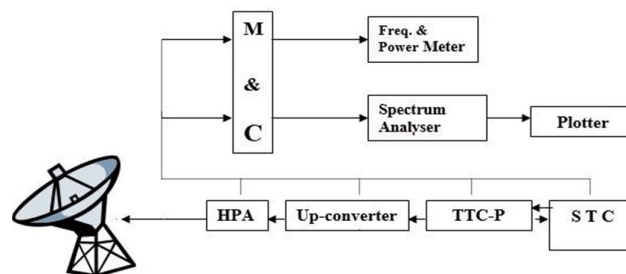 M
&
C
Freq. &
Power Meter
Spectrum
Analyser
Plotter
HPA
Up-converter
TTC-P
S T C